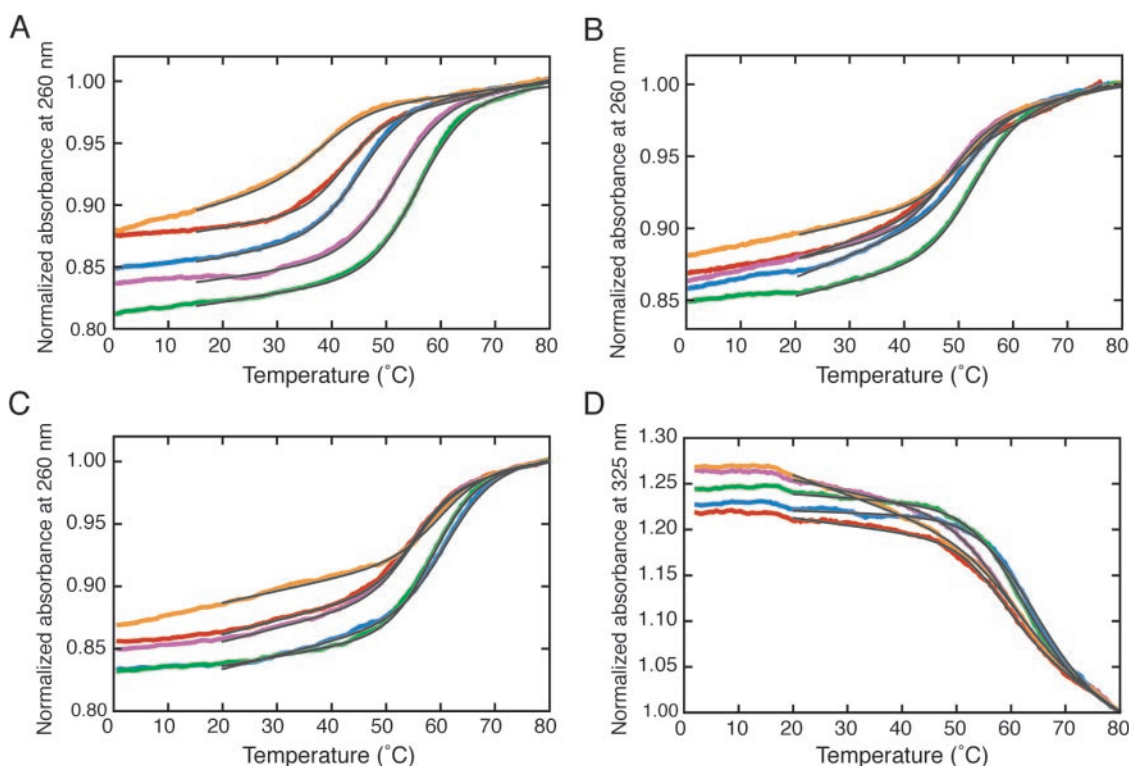 A
Normalized absorbance at 260 nm
1.00
0.95
0.90
0.85
0.80
0 10 20 30 40 50 60 70 80
Temperature (˚C)
B
Normalized absorbance at 260 nm
1.00
0.95
0.90
0.85
0 10 20 30 40 50 60 70 80
Temperature (˚C)
C
Normalized absorbance at 260 nm
1.00
0.95
0.90
0.85
0.80
0 10 20 30 40 50 60 70 80
Temperature (˚C)
D
Normalized absorbance at 325 nm
1.30
1.25
1.20
1.15
1.10
1.05
1.00
0 10 20 30 40 50 60 70 80
Temperature (˚C)